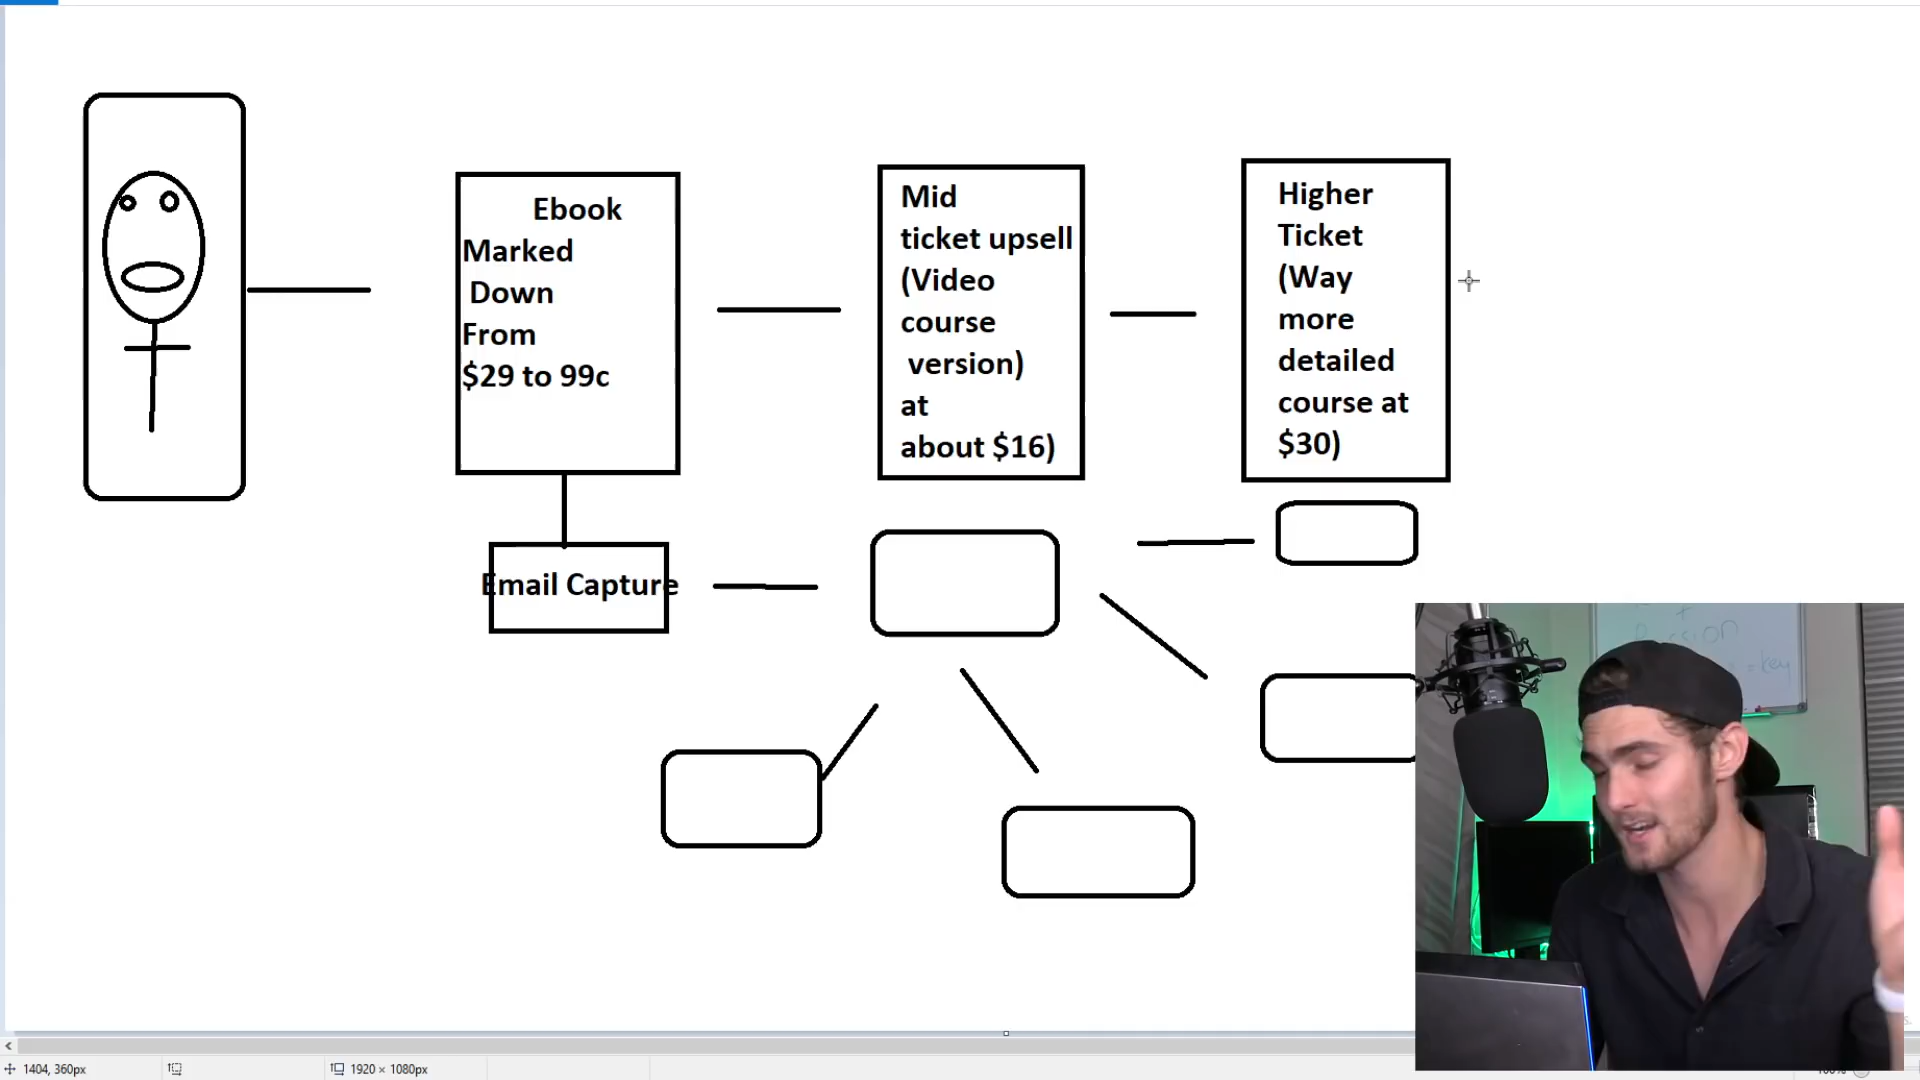 Ebook
Marked
Down
From
$29 to 99c
Mid
ticket upsell
(Video
course
version)
at
about $16)
Higher
Ticket
(Way
more
detailed
course at
$30)
Email Capture
+
= key
1404, 360px
1920 × 1080px